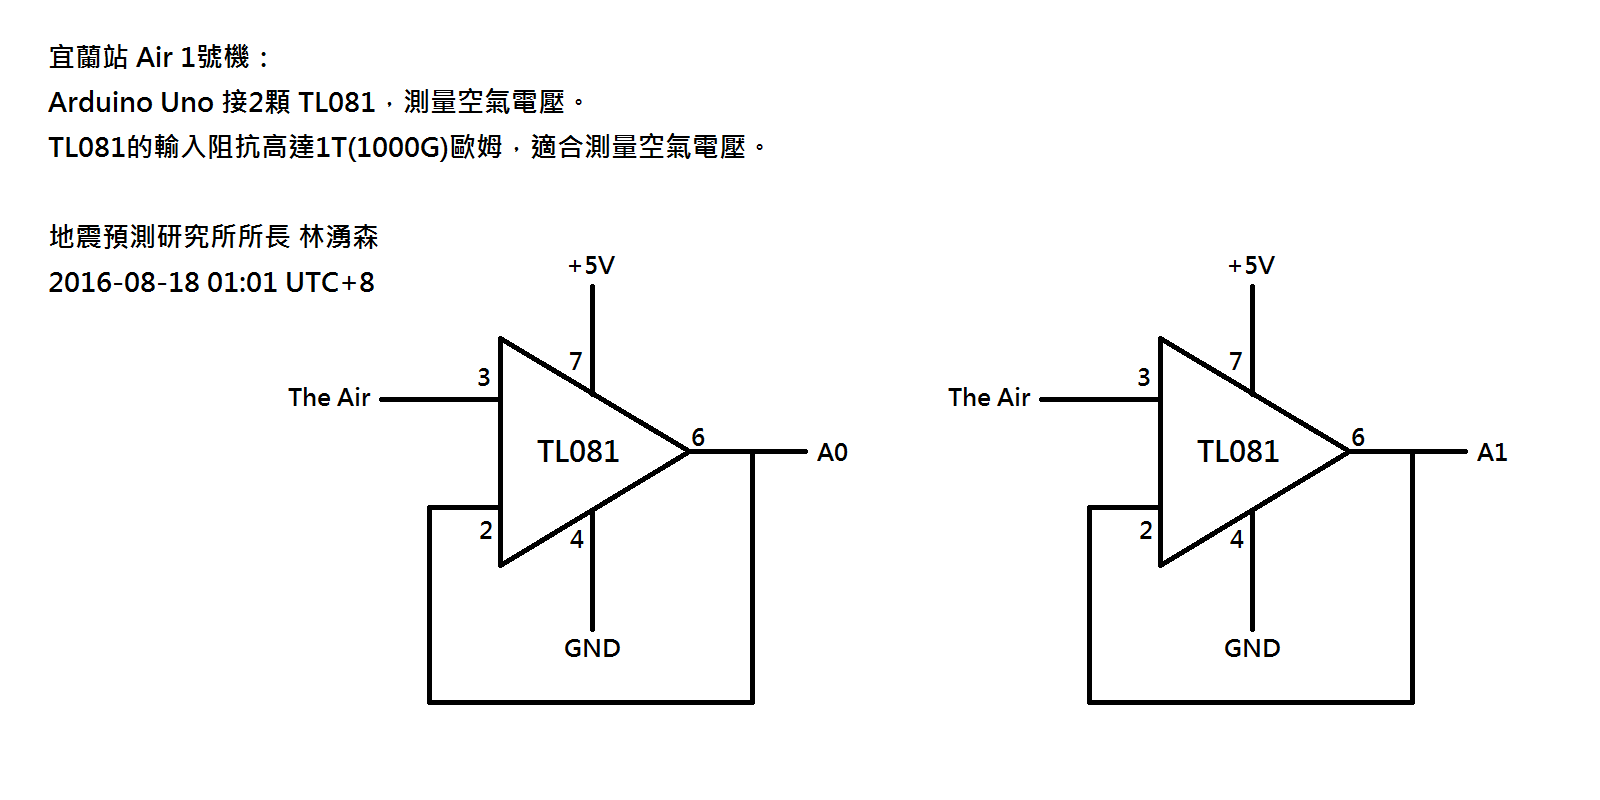 宜蘭站 Air 1號機：
Arduino Uno 接2顆 TL081，測量空氣電壓。
TL081的輸入阻抗高達1T(1000G)歐姆，適合測量空氣電壓。
地震預測研究所所長 林湧森
2016-08-18 01:01 UTC+8
+5V
7
3
The Air
TL081
6
A0
2
4
GND
+5V
7
3
The Air
TL081
6
A1
2
4
GND